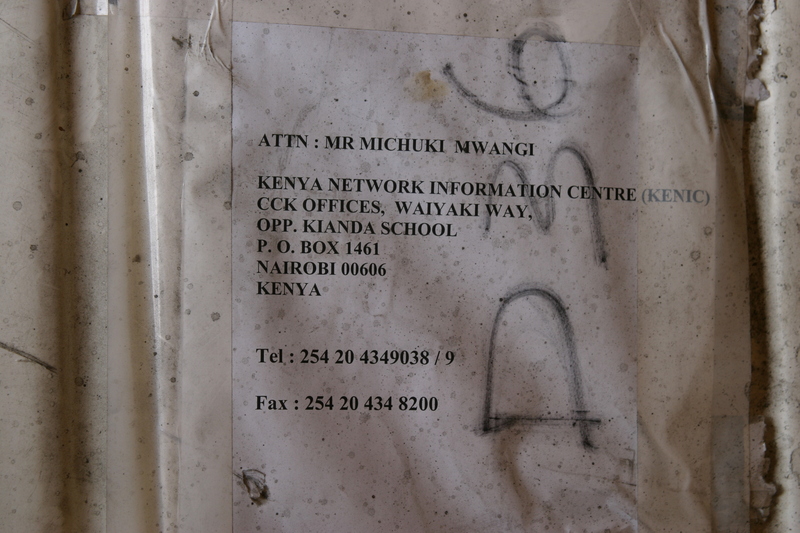 ATTN : MR MICHUKI MWANGI
KENYA NETWORK INFORMATION CENTRE (KENIC)
CCK OFFICES, WAIYAKI WAY,
OPP. KIANDA SCHOOL
P. O. BOX 1461
NAIROBI 00606
KENYA
Tel : 254 20 4349038 / 9
Fax : 254 20 434 8200